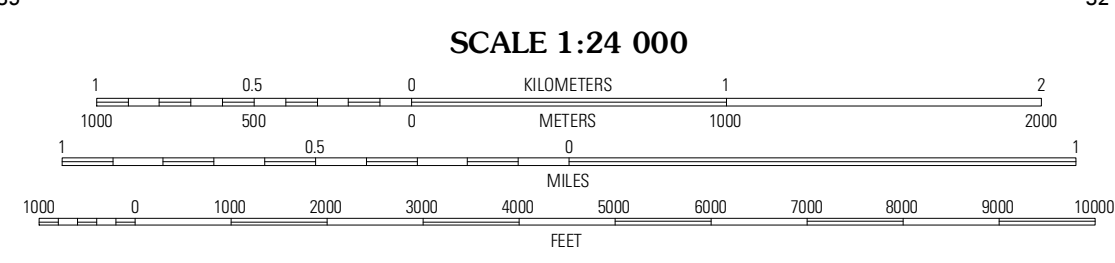 SCALE 1:24 000
1 0.5 0 KILOMETERS 1 2
1000 500 0 METERS 1000 2000
1 0.5 0 1
MILES
1000 0 1000 2000 3000 4000 5000 6000 7000 8000 9000 10000
FEET